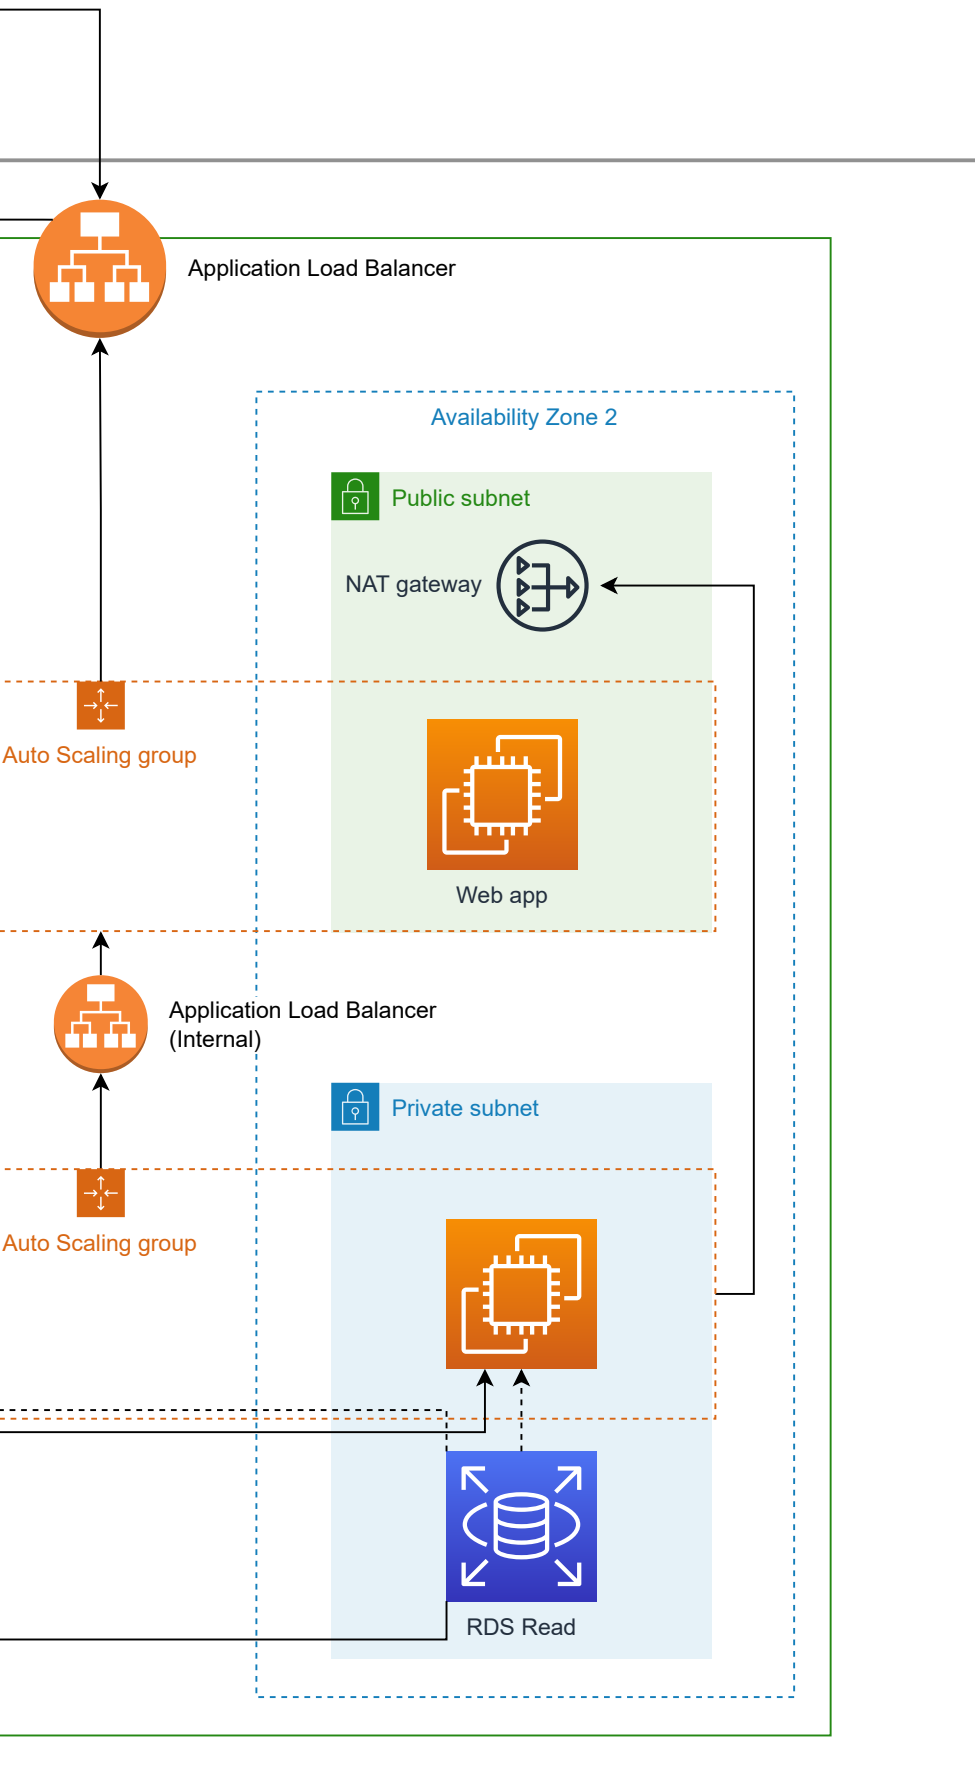 Application Load Balancer
Availability Zone 2
Public subnet
NAT gateway
Auto Scaling group
Web app
Application Load Balancer
(Internal)
Private subnet
Auto Scaling group
RDS Read